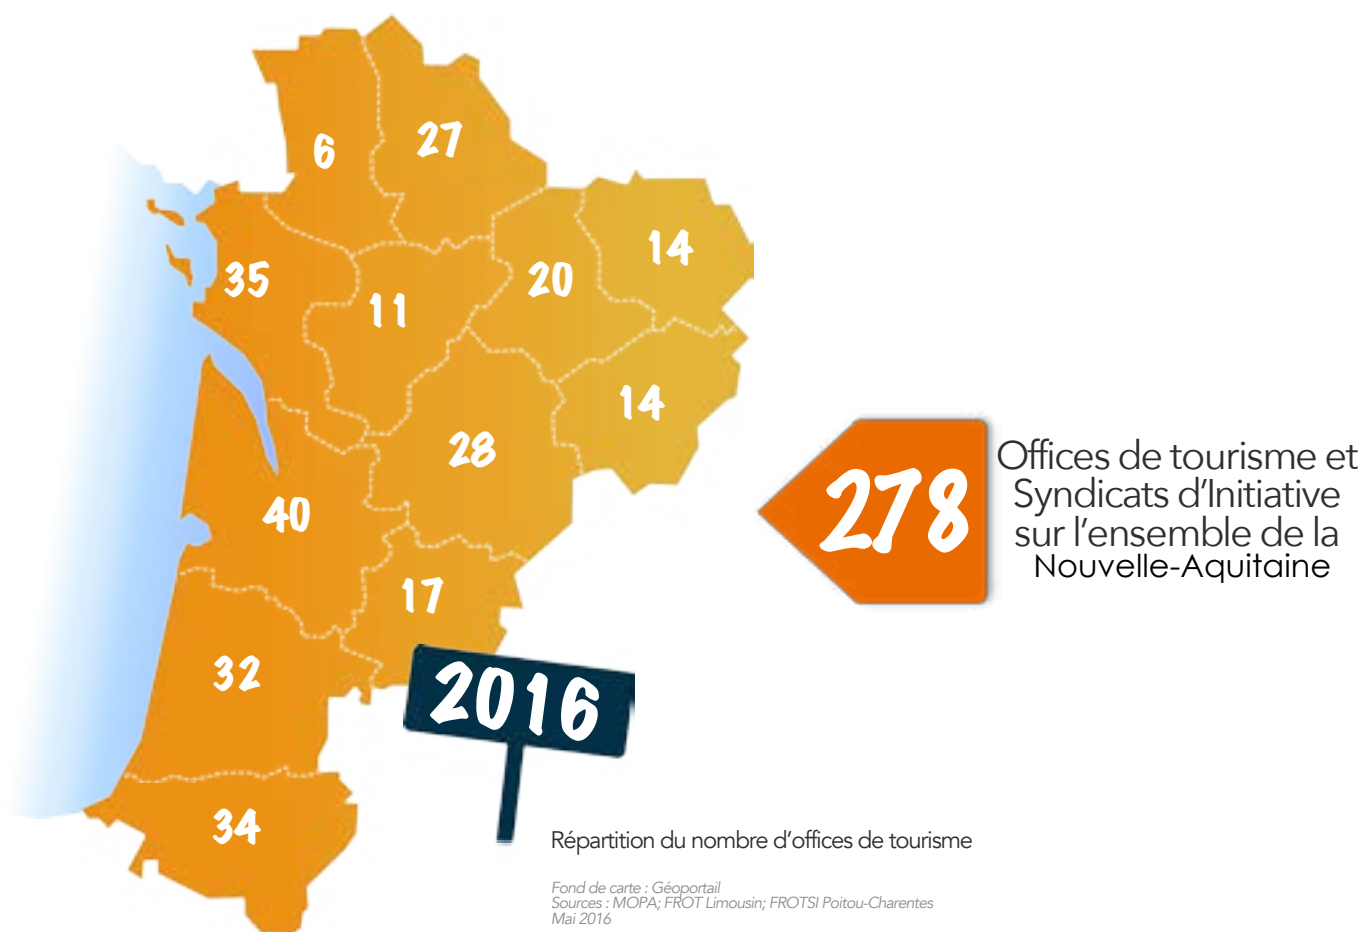 6
27
14
20
35
11
14
28
40
17
32
34
2016
278
Offices de tourisme et
Syndicats d'Initiative
sur l'ensemble de la
Nouvelle-Aquitaine
Répartition du nombre d'offices de tourisme
Fond de carte : Géoportail
Sources : MOPA; FROT Limousin; FROTSI Poitou-Charentes
Mai 2016